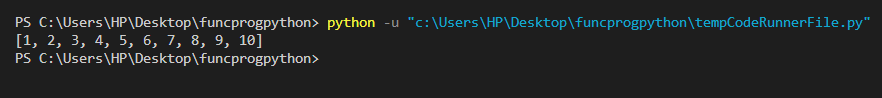 PS C:\Users\HP\Desktop\funcprogpython> python -u "c:\Users\HP\Desktop\funcprogpython\tempCodeRunnerFile.py"
[1, 2, 3, 4, 5, 6, 7, 8, 9, 10]
PS C:\Users\HP\Desktop\funcprogpython>